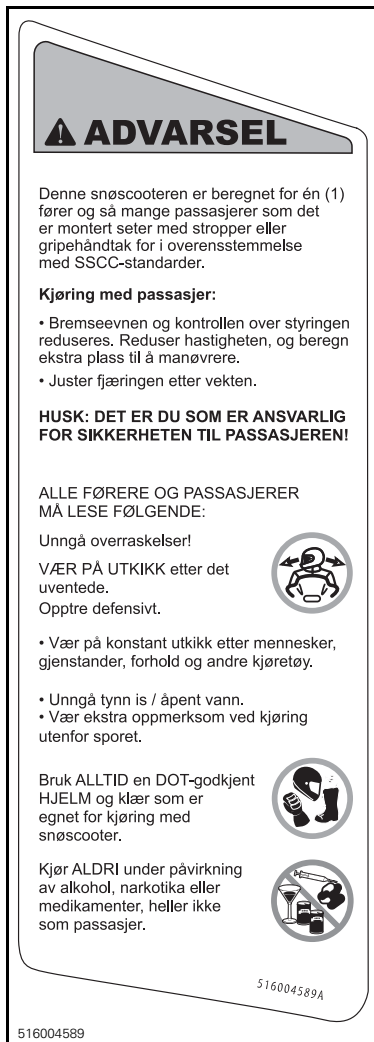 ADVARSEL
Denne snøscooteren er beregnet for én (1)
fører og så mange passasjerer som det
er montert seter med stropper eller
gripehåndtak for i overensstemmelse
med SSCC-standarder.
Kjøring med passasjer:
• Bremseevnen og kontrollen over styringen
reduseres. Reduser hastigheten, og beregn
ekstra plass til å manøvrere.
• Juster fjæringen etter vekten.
HUSK: DET ER DU SOM ER ANSVARLIG
FOR SIKKERHETEN TIL PASSASJEREN!
ALLE FØRERE OG PASSASJERER
MÅ LESE FØLGENDE:
Unngå overraskelser!
VÆR PÅ UTKIKK etter det
uventede.
Opptre defensivt.
• Vær på konstant utkikk etter mennesker,
gjenstander, forhold og andre kjøretøy.
• Unngå tynn is / åpent vann.
• Vær ekstra oppmerksom ved kjøring
utenfor sporet.
Bruk ALLTID en DOT-godkjent
HJELM og klær som er
egnet for kjøring med
snøscooter.
Kjør ALDRI under påvirkning
av alkohol, narkotika eller
medikamenter, heller ikke
som passasjer.
516004589A
516004589